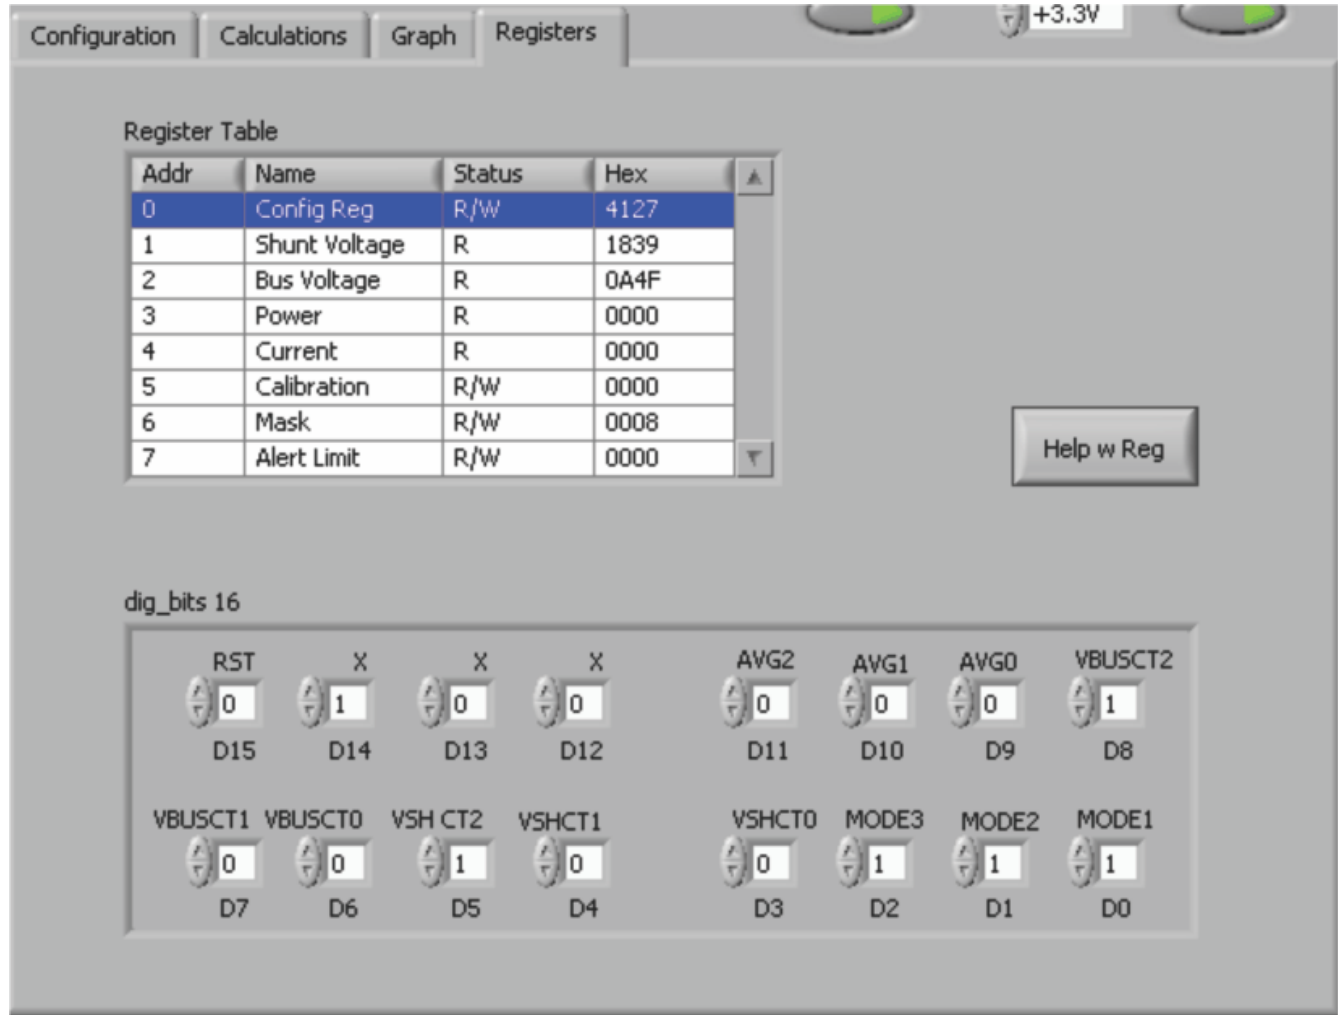 +3.3V
Configuration Calculations Graph Registers
Register Table
Addr Name Status Hex
0 Config Reg R/W 4127
1 Shunt Voltage R 1839
2 Bus Voltage R 0A4F
3 Power R 0000
4 Current R 0000
5 Calibration R/W 0000
6 Mask R/W 0008
7 Alert Limit R/W 0000
Help w Reg
dig_bits 16
RST X X X AVG2 AVG1 AVG0 VBUSCT2
0 1 0 0 0 0 0 1
D15 D14 D13 D12 D11 D10 D9 D8
VBUSCT1 VBUSCT0 VSH CT2 VSHCT1 VSHCT0 MODE3 MODE2 MODE1
0 0 1 0 0 1 1 1
D7 D6 D5 D4 D3 D2 D1 D0